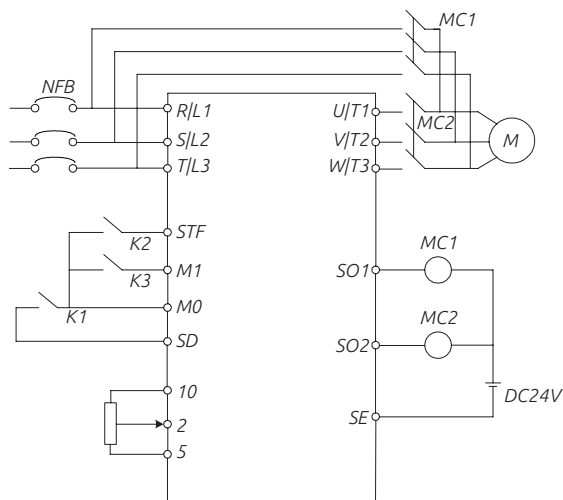 MC1
NFB
R/L1
U/T1
MC2
S/L2
V/T2
M
T/L3
W/T3
STF
K2
MC1
M1
SO1
K3
M0
K1
MC2
SD
SO2
10
DC24V
2
SE
5